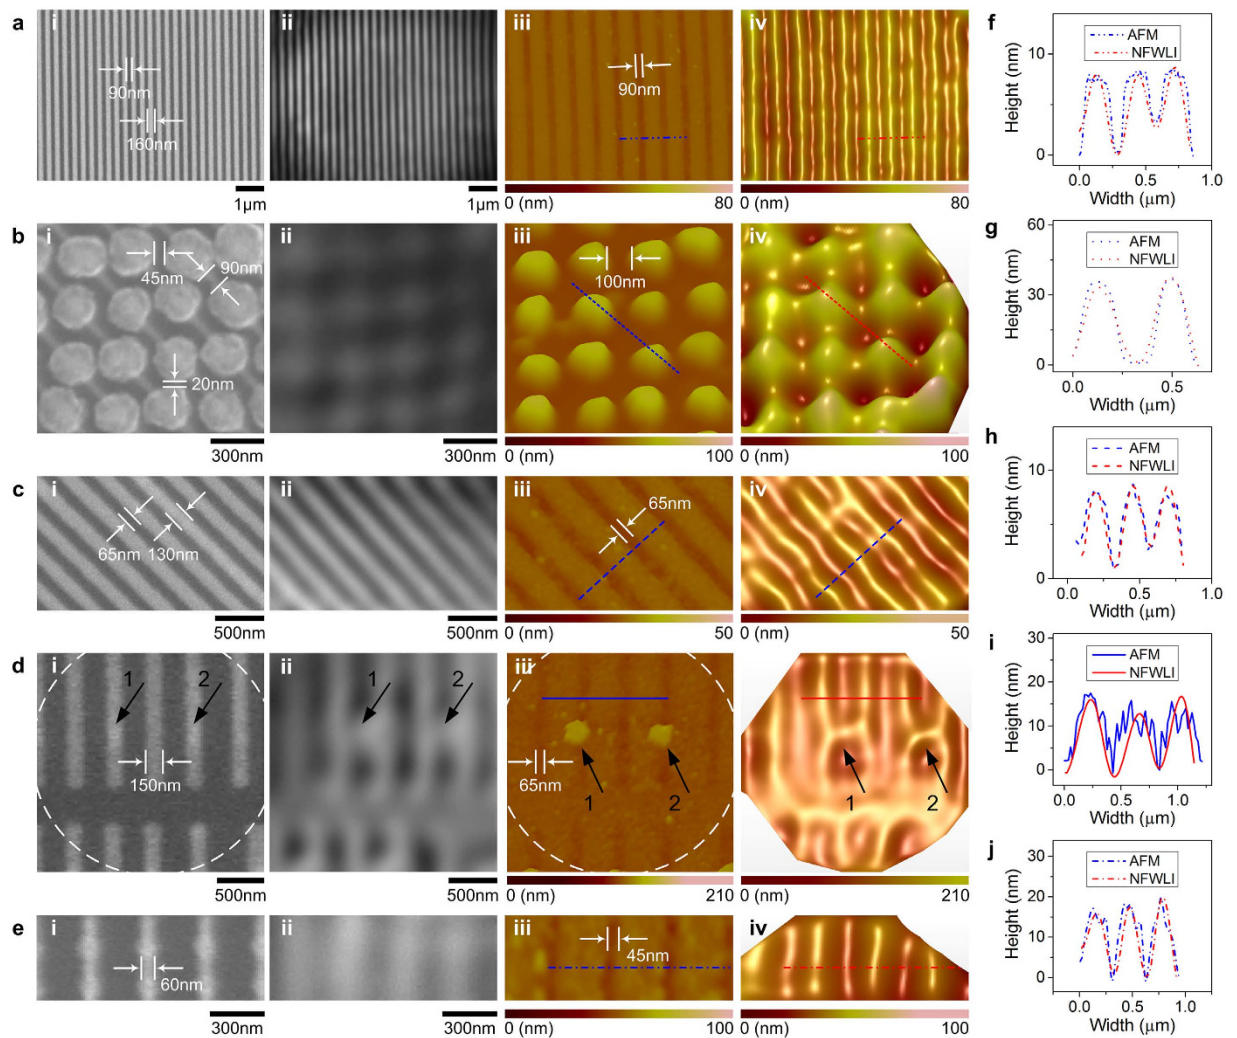 a i ii iii iv
90nm
160nm
90nm
1μm 1μm 0 (nm) 80 0 (nm) 80
b i ii iii iv
45nm
90nm
20nm
100nm
300nm 300nm 0 (nm) 100 0 (nm) 100
c i ii iii iv
65nm 130nm
65nm
500nm 500nm 0 (nm) 50 0 (nm) 50
d i ii iii
1 2
150nm
1 2
65nm
1 2
1 2
500nm 500nm 0 (nm) 210 0 (nm) 210
e i ii iii iv
60nm
45nm
300nm 300nm 0 (nm) 100 0 (nm) 100
f
AFM
NFWLI
Height (nm)
10
0
0.0 0.5 1.0
Width (μm)
g
AFM
NFWLI
Height (nm)
60
30
0
0.0 0.5
Width (μm)
h
AFM
NFWLI
Height (nm)
10
0
0.0 0.5 1.0
Width (μm)
i
AFM
NFWLI
Height (nm)
30
20
10
0
0.0 0.5 1.0
Width (μm)
j
AFM
NFWLI
Height (nm)
30
20
10
0
0.0 0.5 1.0
Width (μm)